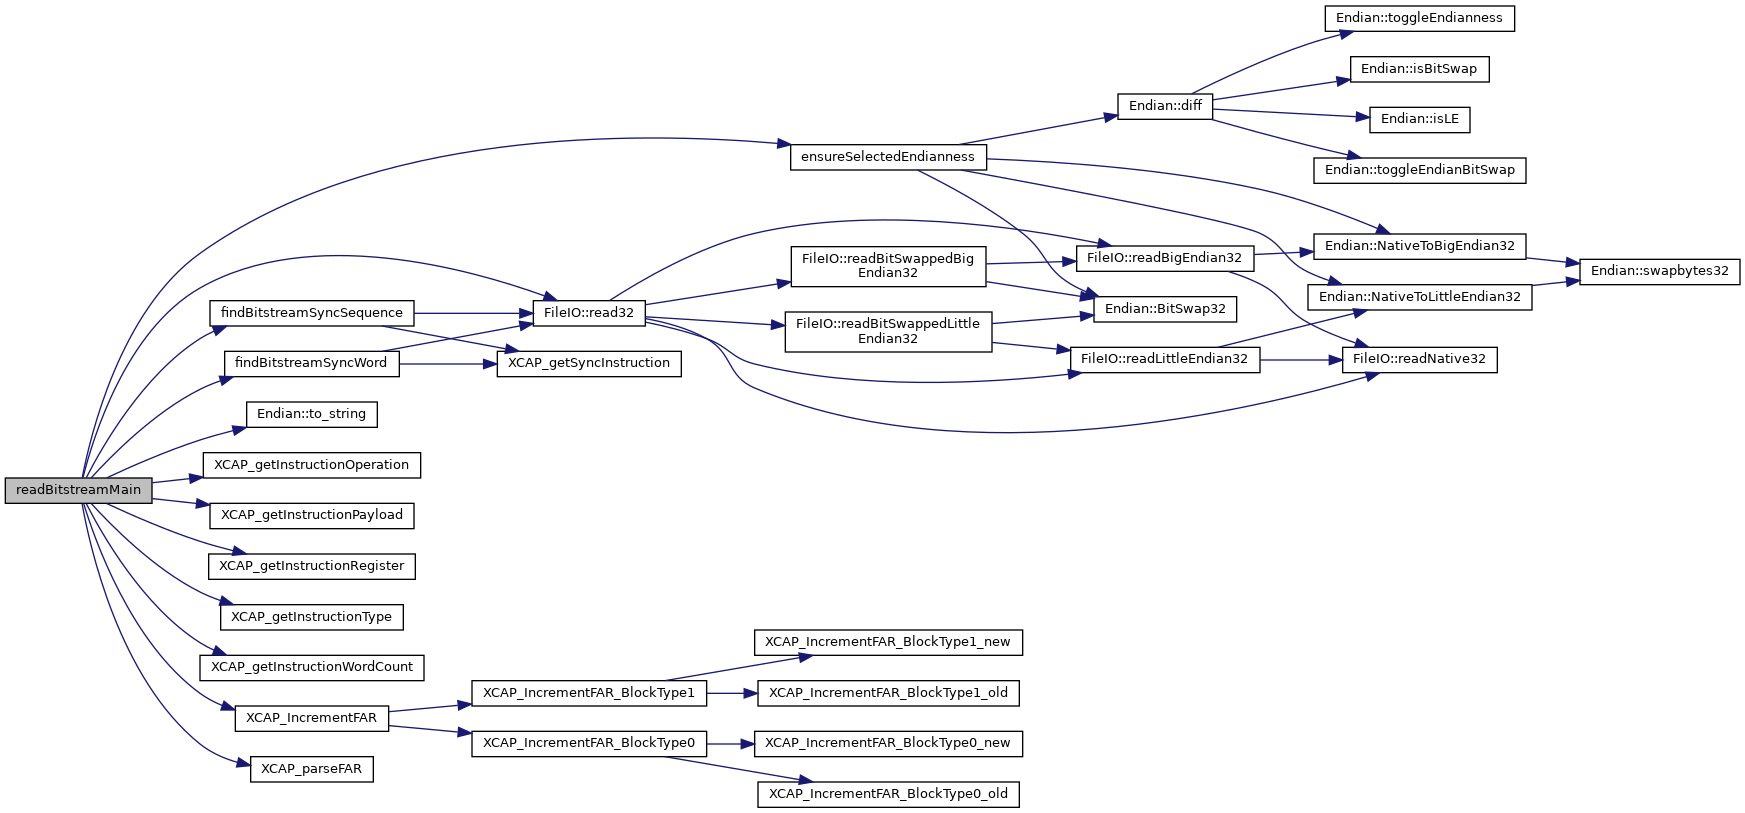 Endian::toggleEndianness
Endian::isBitSwap
Endian::diff
Endian::isLE
ensureSelectedEndianness
Endian::toggleEndianBitSwap
Endian::NativeToBigEndian32
FileIO::readBitSwappedBig
Endian32
FileIO::readBigEndian32
Endian::swapbytes32
Endian::NativeToLittleEndian32
Endian::BitSwap32
findBitstreamSyncSequence
FileIO::read32
FileIO::readBitSwappedLittle
Endian32
findBitstreamSyncWord
XCAP_getSyncInstruction
FileIO::readLittleEndian32
FileIO::readNative32
Endian::to_string
XCAP_getInstructionOperation
readBitstreamMain
XCAP_getInstructionPayload
XCAP_getInstructionRegister
XCAP_getInstructionType
XCAP_IncrementFAR_BlockType1_new
XCAP_getInstructionWordCount
XCAP_IncrementFAR_BlockType1
XCAP_IncrementFAR_BlockType1_old
XCAP_IncrementFAR
XCAP_IncrementFAR_BlockType0
XCAP_IncrementFAR_BlockType0_new
XCAP_parseFAR
XCAP_IncrementFAR_BlockType0_old